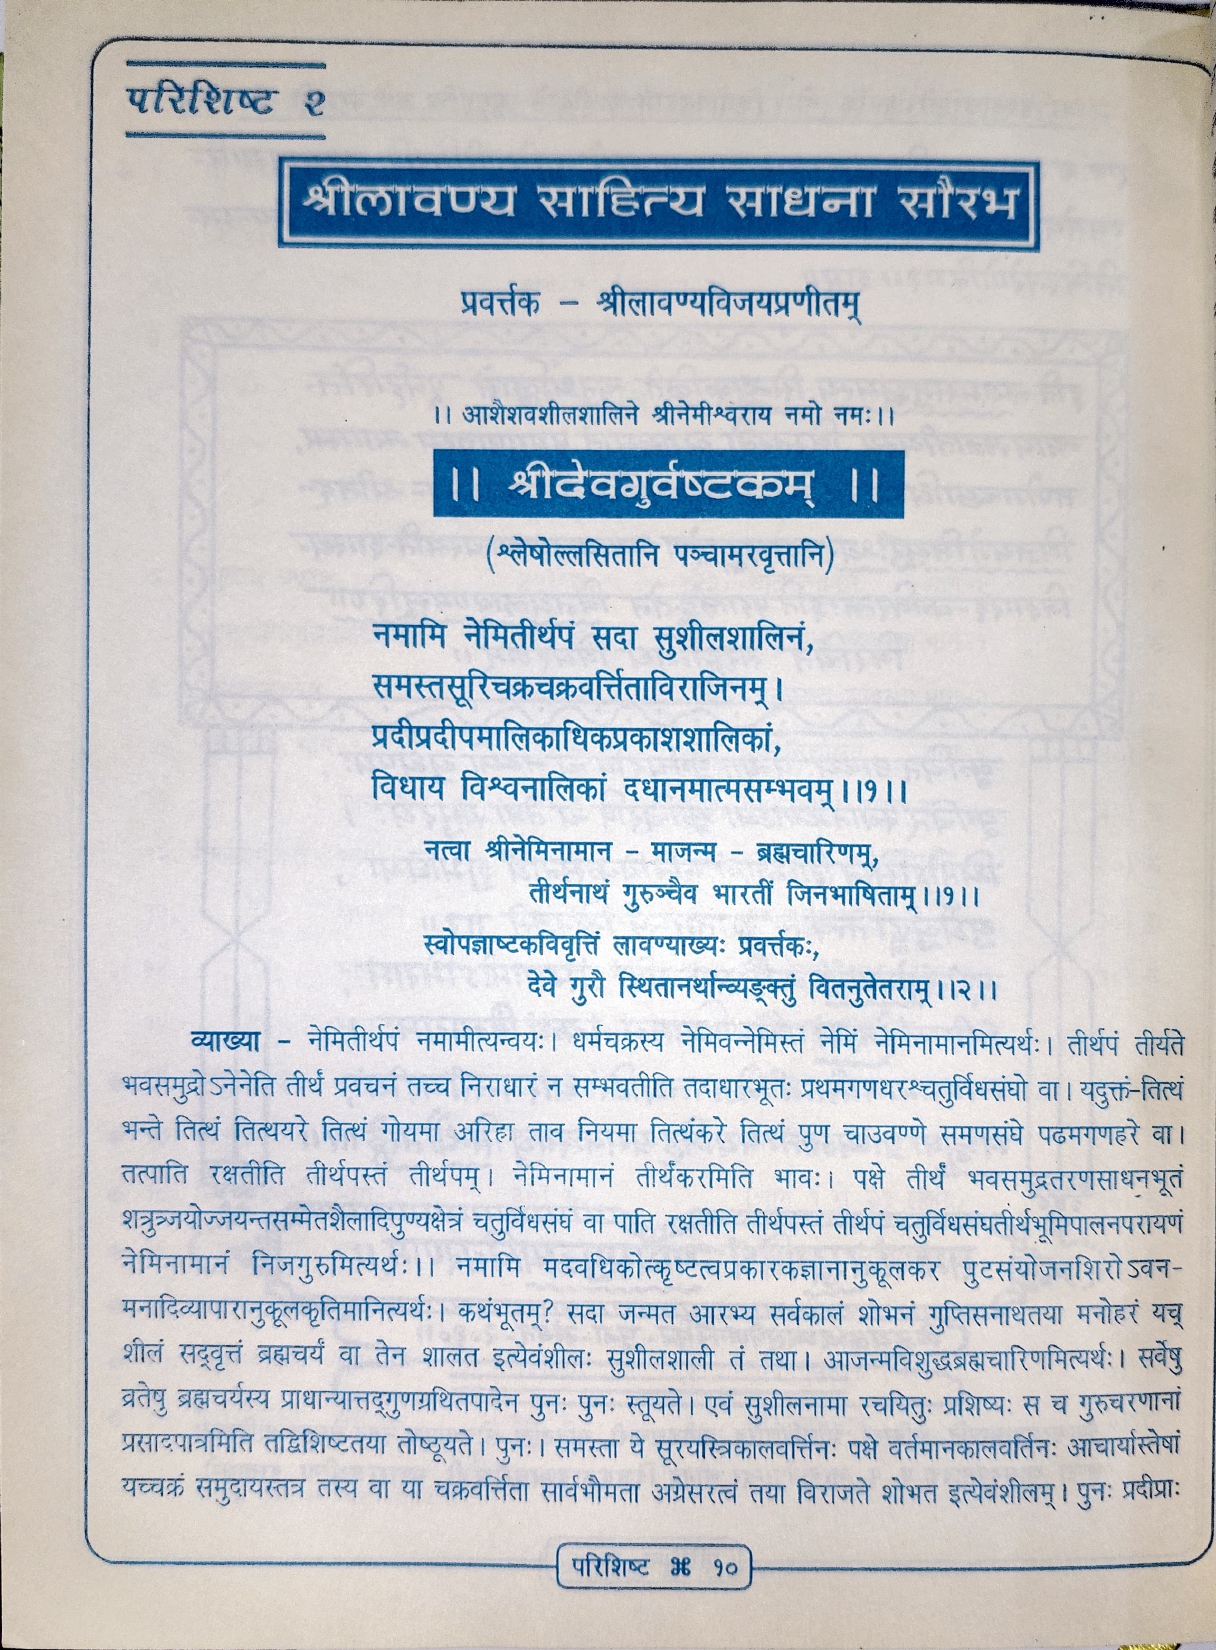 परिशिष्ट २
श्रीलावण्य साहित्य साधना सौरभ
प्रवर्त्तक – श्रीलावण्यविजयप्रणीतम्
।। आशैशवशीलशालिने श्रीनेमीश्वराय नमो नमः।।
।। श्रीदेवगुर्वष्टकम् ।।
(श्लेषोल्लसितानि पञ्चामरवृत्तानि)
नमामि नेमितीर्थपं सदा सुशीलशालिनं,
समस्तसूरिचक्रचक्रवर्त्तिताविराजिनम्।
प्रदीप्रदीपमालिकाधिकप्रकाशशालिकां,
विधाय विश्वनालिकां दधानमात्मसम्भवम्।।१।।
नत्वा श्रीनेमिनामान – माजन्म – ब्रह्मचारिणम्,
तीर्थनाथं गुरुञ्चैव भारतीं जिनभाषिताम्।।१।।
स्वोपज्ञाष्टकविवृत्तिं लावण्याख्यः प्रवर्त्तकः,
देवे गुरौ स्थितानर्थान्व्यङ्क्तुं वितनुतेतराम्।।२।।
व्याख्या – नेमितीर्थपं नमामीत्यन्वयः। धर्मचक्रस्य नेमिवन्नेमिस्तं नेमिं नेमिनामानमित्यर्थः। तीर्थपं तीर्यते
भवसमुद्रोऽनेनेति तीर्थं प्रवचनं तच्च निराधारं न सम्भवतीति तदाधारभूतः प्रथमगणधरश्चतुर्विधसंघो वा। यदुक्तं-तित्थं
भन्ते तित्थं तित्थयरे तित्थं गोयमा अरिहा ताव नियमा तित्थंकरे तित्थं पुण चाउवण्णे समणसंघे पढमगणहरे वा।
तत्पाति रक्षतीति तीर्थपस्तं तीर्थपम्। नेमिनामानं तीर्थंकरमिति भावः। पक्षे तीर्थं भवसमुद्रतरणसाधनभूतं
शत्रुञ्जयोज्जयन्तसम्मेतशैलादिपुण्यक्षेत्रं चतुर्विधसंघं वा पाति रक्षतीति तीर्थपस्तं तीर्थपं चतुर्विधसंघतीर्थभूमिपालनपरायणं
नेमिनामानं निजगुरुमित्यर्थः।। नमामि मदवधिकोत्कृष्टत्वप्रकारकज्ञानानुकूलकर पुटसंयोजनशिरोऽवन-
मनादिव्यापारानुकूलकृतिमानित्यर्थः। कथंभूतम्? सदा जन्मत आरभ्य सर्वकालं शोभनं गुप्तिसनाथतया मनोहरं यच्
शीलं सद्वृत्तं ब्रह्मचर्यं वा तेन शालत इत्येवंशीलः सुशीलशाली तं तथा। आजन्मविशुद्धब्रह्मचारिणमित्यर्थः। सर्वेषु
व्रतेषु ब्रह्मचर्यस्य प्राधान्यात्तद्गुणग्रथितपादेन पुनः पुनः स्तूयते। एवं सुशीलनामा रचयितुः प्रशिष्यः स च गुरुचरणानां
प्रसादपात्रमिति तद्विशिष्टतया तोष्ठूयते। पुनः। समस्ता ये सूरयस्त्रिकालवर्त्तिनः पक्षे वर्तमानकालवर्तिनः आचार्यास्तेषां
यच्चक्रं समुदायस्तत्र तस्य वा या चक्रवर्त्तिता सार्वभौमता अग्रेसरत्वं तया विराजते शोभत इत्येवंशीलम्। पुनः प्रदीप्राः
परिशिष्ट ⌘ १०